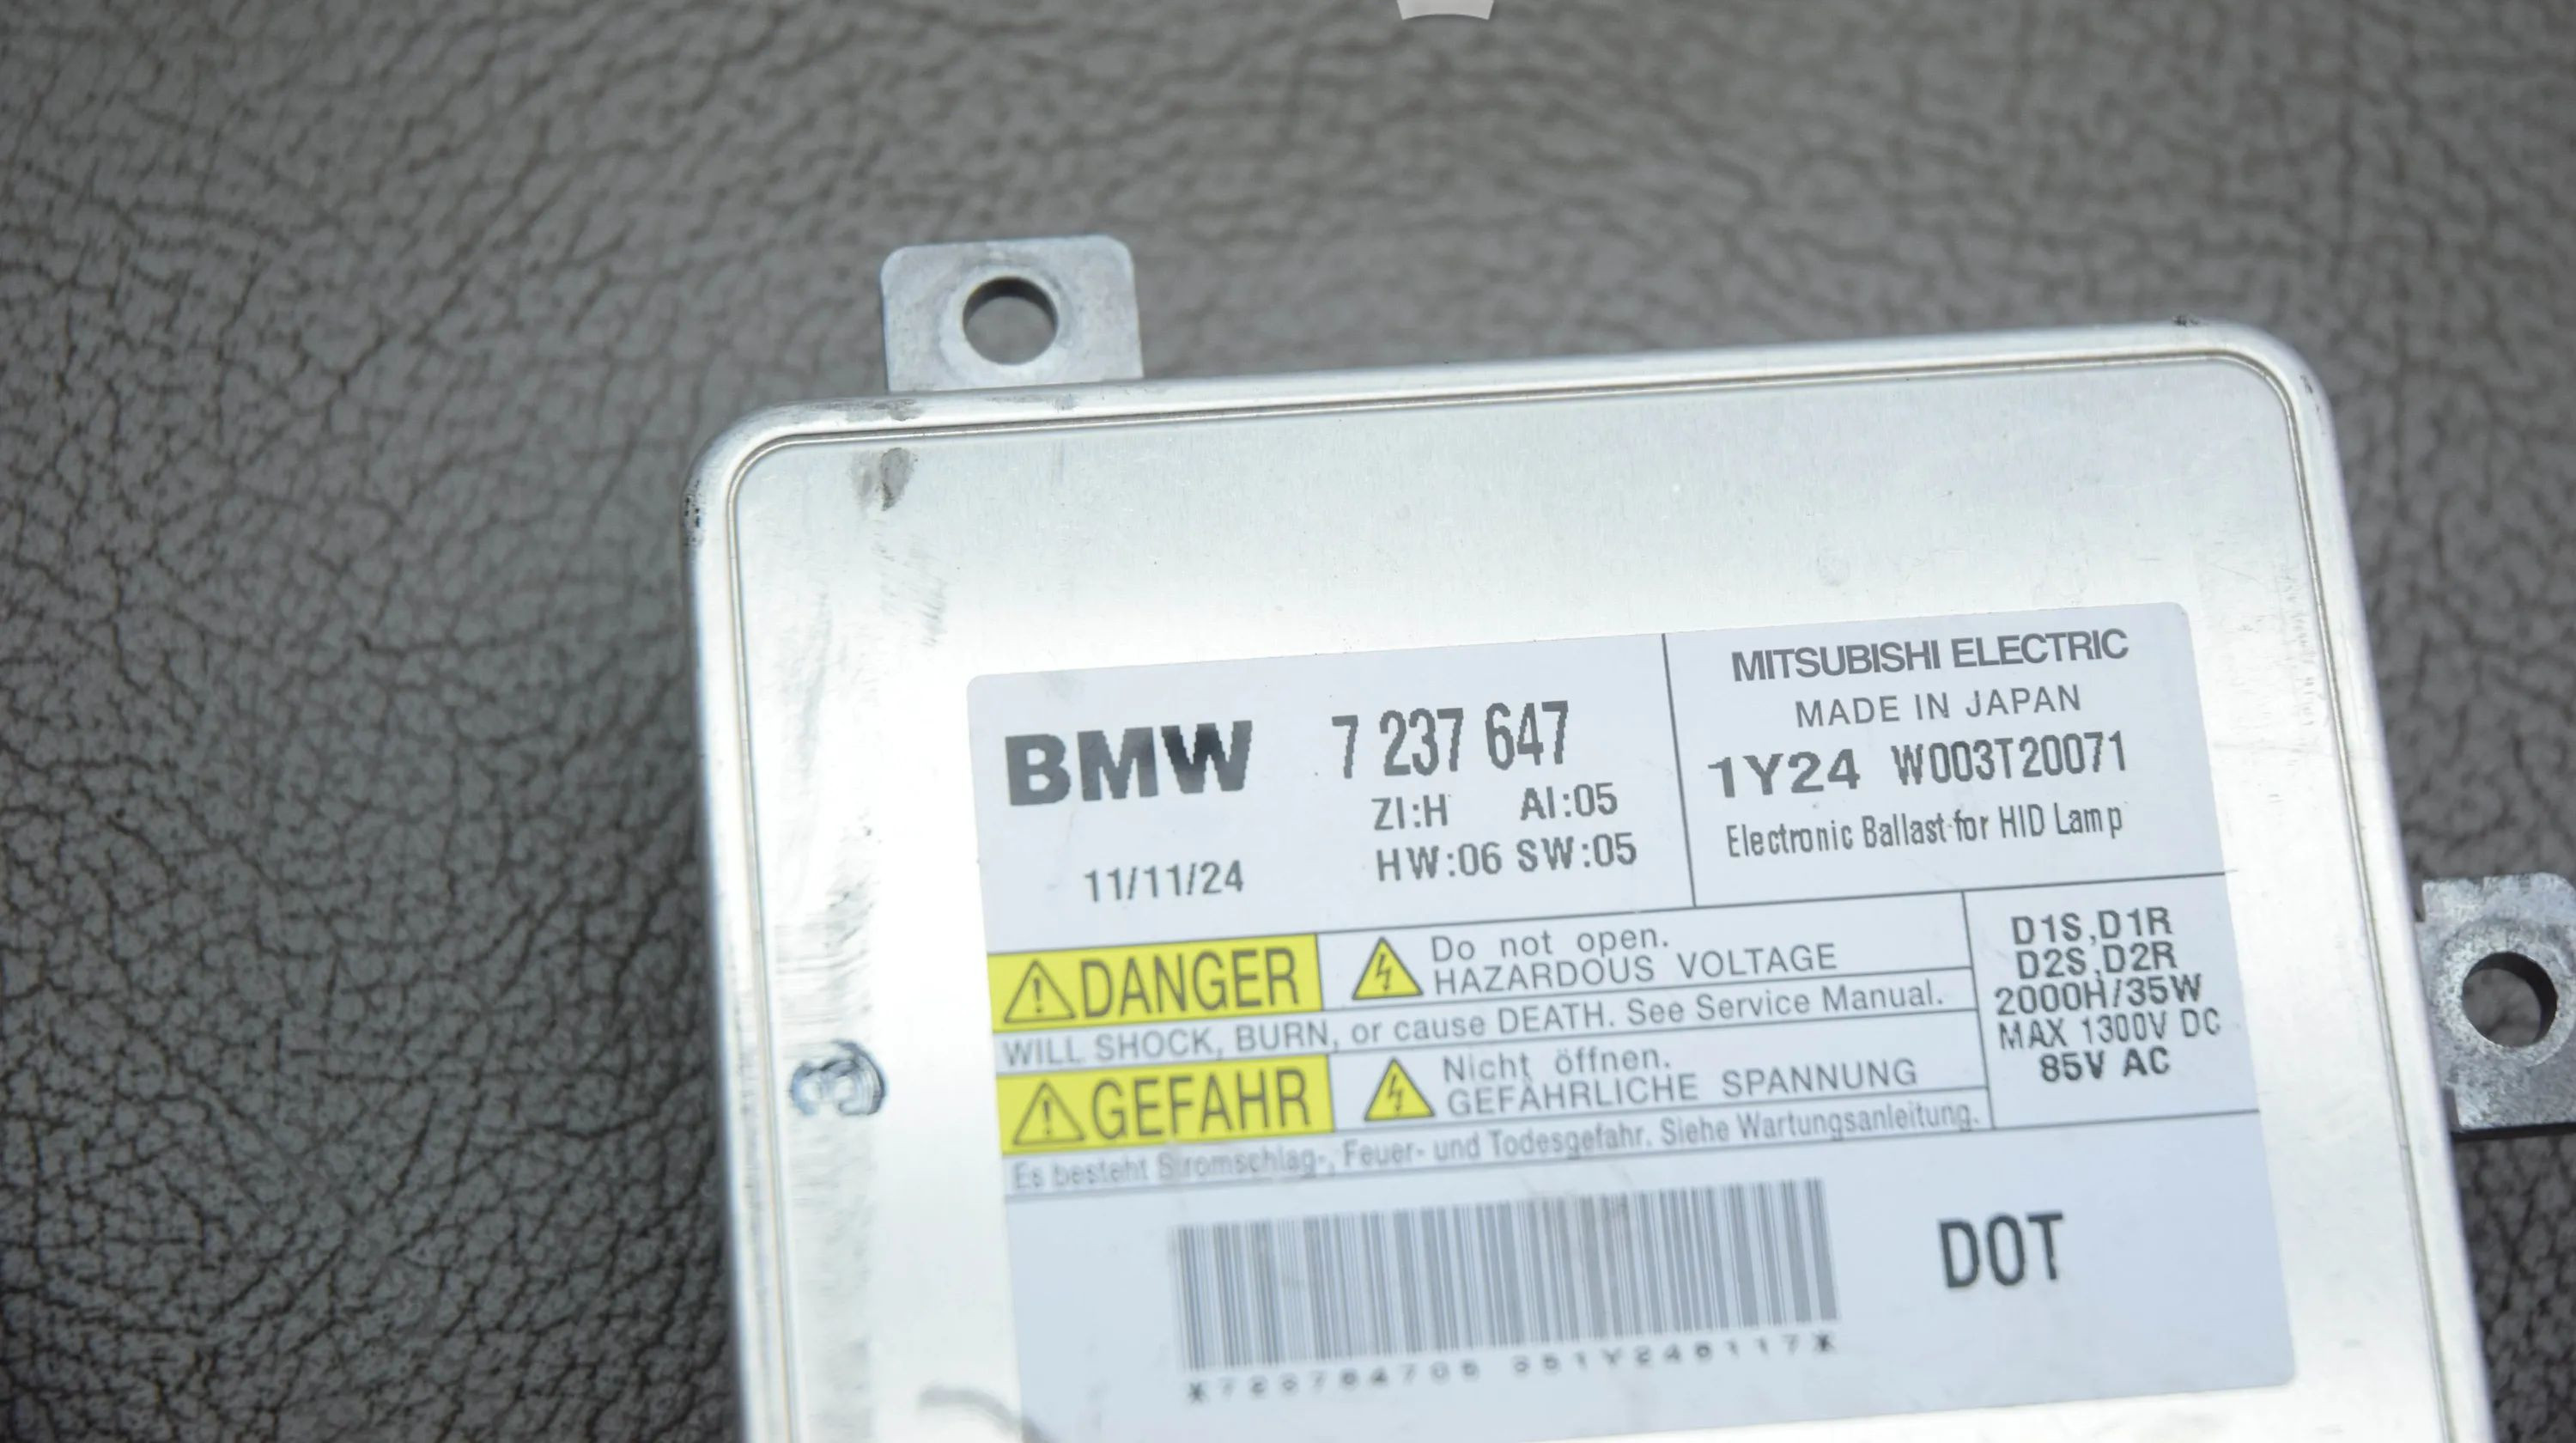 BMW 7 237 647
ZI:H AI:05
11/11/24 HW:06 SW:05
MITSUBISHI ELECTRIC
MADE IN JAPAN
1Y24 W003T20071
Electronic Ballast for HID Lamp
DANGER
Do not open.
HAZARDOUS VOLTAGE
WILL SHOCK, BURN, or cause DEATH. See Service Manual.
GEFAHR
Nicht öffnen.
GEFÄHRLICHE SPANNUNG
Es besteht Stromschlag-, Feuer- und Todesgefahr. Siehe Wartungsanleitung.
D1S,D1R
D2S,D2R
2000H/35W
MAX 1300V DC
85V AC
DOT
3